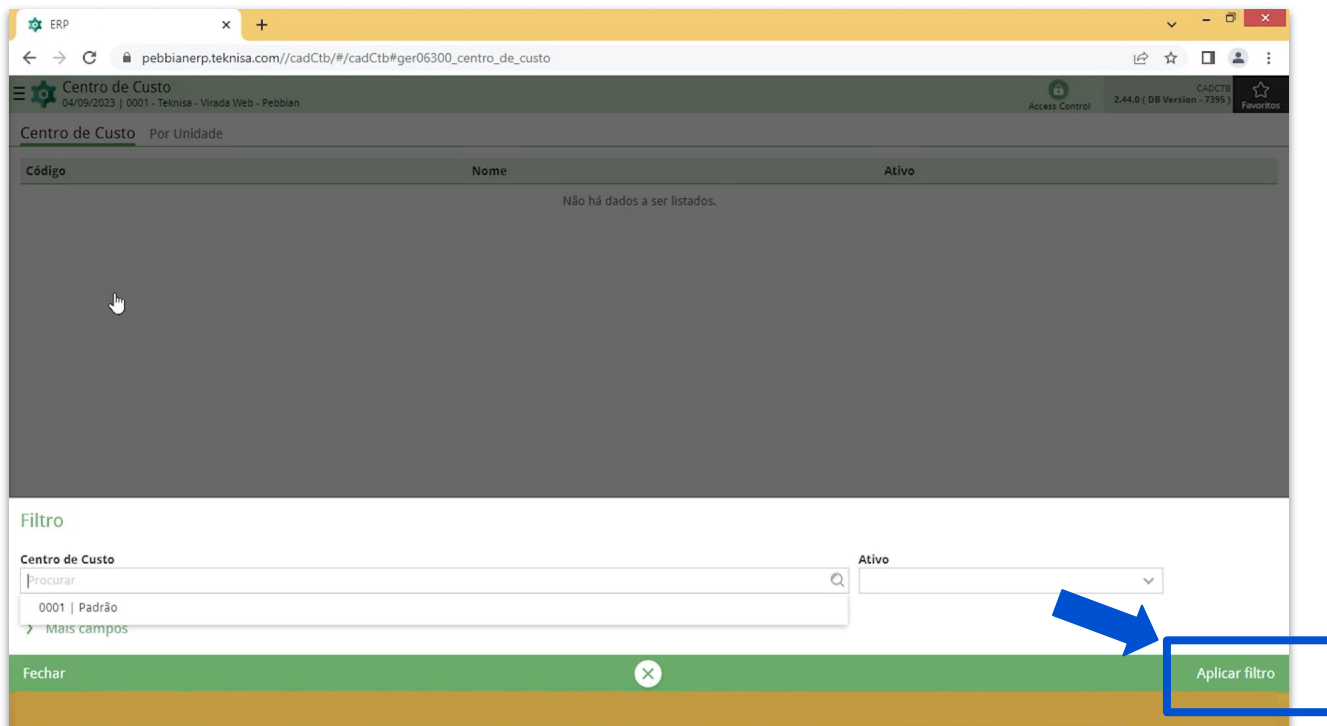 ERP
pebbianerp.teknisa.com//cadCtb/#/cadCtb#ger06300_centro_de_custo
Centro de Custo
04/09/2023 | 0001 - Teknisa - Virada Web - Pebbian
Access Control
CADCTB
2.44.0 ( DB Version - 7395 )
Favoritos
Centro de Custo Por Unidade
Código Nome Ativo
Não há dados a ser listados.
Filtro
Centro de Custo Ativo
Procurar
0001 | Padrão
Mais campos
Fechar Aplicar filtro